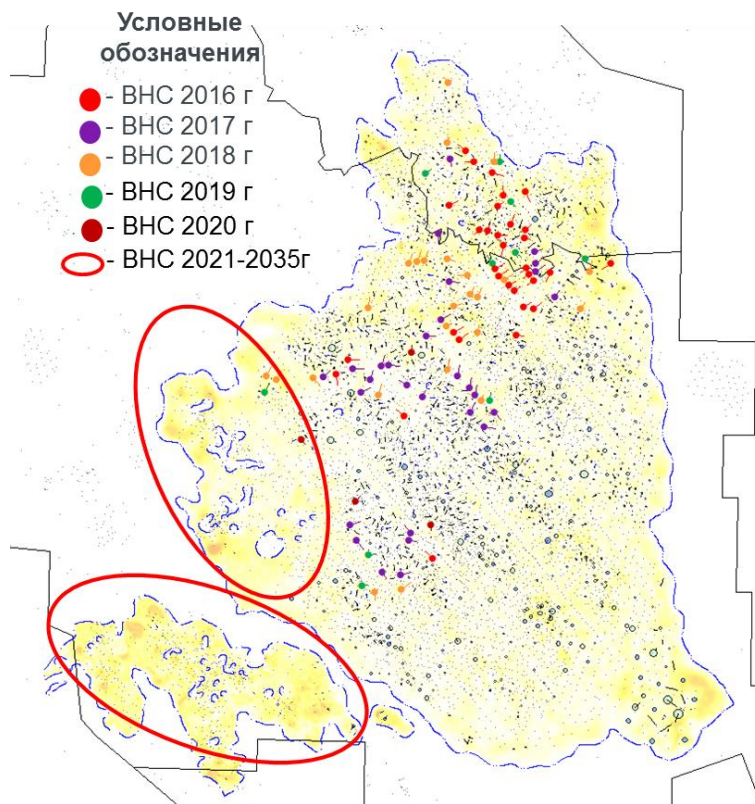 Условные
обозначения
- ВНС 2016 г
- ВНС 2017 г
- ВНС 2018 г
- ВНС 2019 г
- ВНС 2020 г
- ВНС 2021-2035г